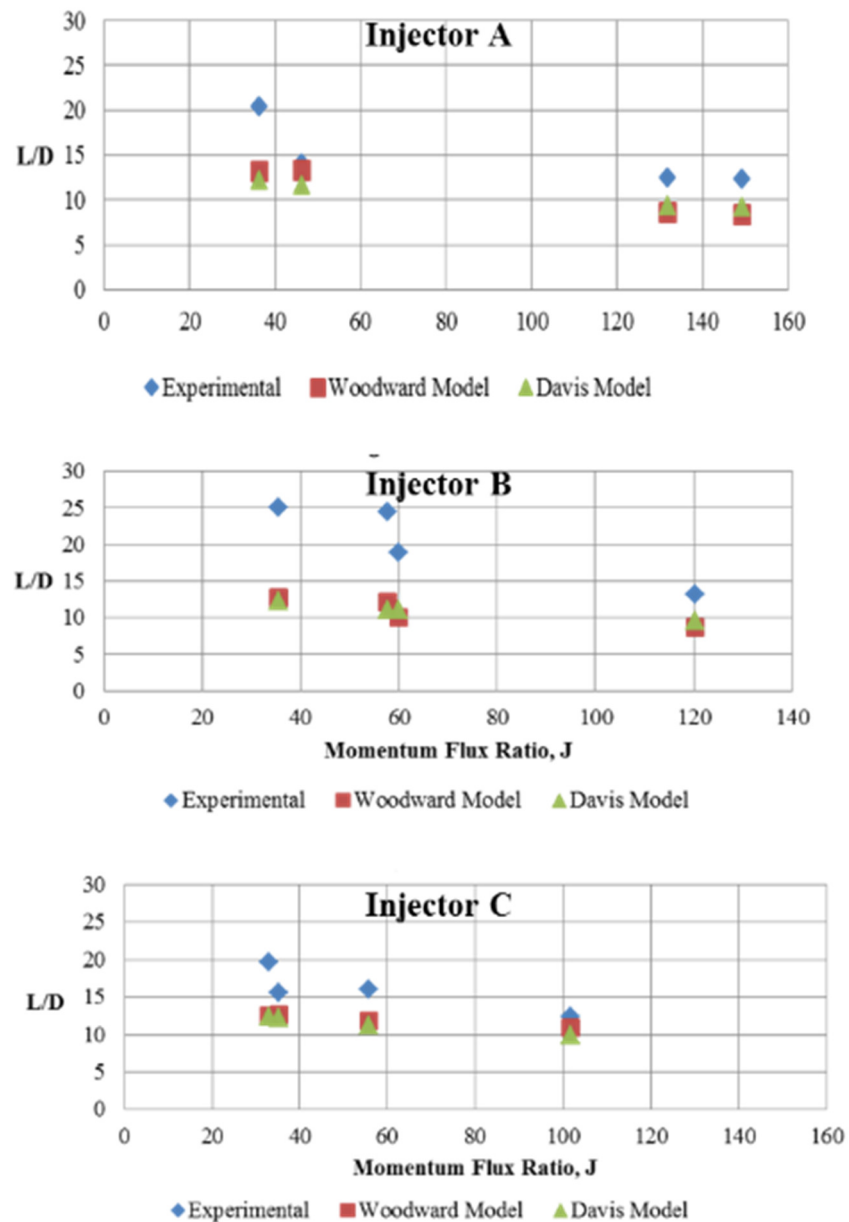 Injector A
30
25
20
L/D 15
10
5
0
0 20 40 60 80 100 120 140 160
Experimental Woodward Model Davis Model
Injector B
30
25
20
L/D 15
10
5
0
0 20 40 60 80 100 120 140
Momentum Flux Ratio, J
Experimental Woodward Model Davis Model
Injector C
30
25
20
L/D 15
10
5
0
0 20 40 60 80 100 120 140 160
Momentum Flux Ratio, J
Experimental Woodward Model Davis Model